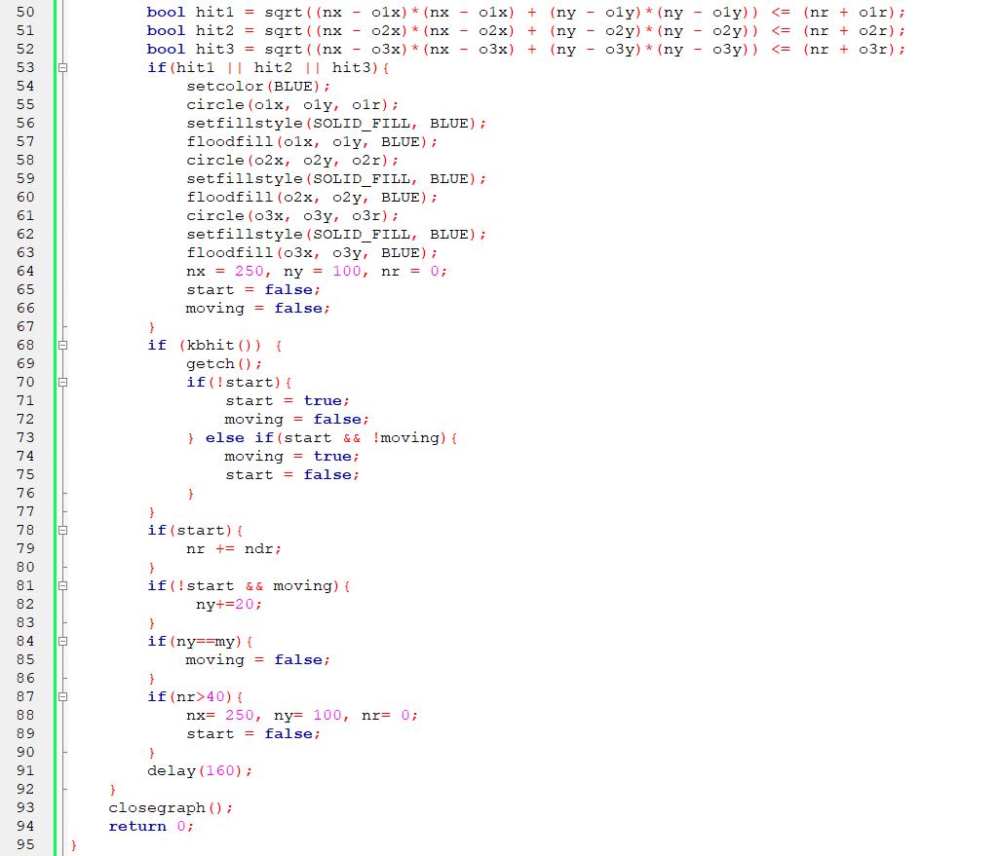 50 bool hit1 = sqrt((nx - o1x)*(nx - o1x) + (ny - o1y)*(ny - o1y)) <= (nr + o1r);
51 bool hit2 = sqrt((nx - o2x)*(nx - o2x) + (ny - o2y)*(ny - o2y)) <= (nr + o2r);
52 bool hit3 = sqrt((nx - o3x)*(nx - o3x) + (ny - o3y)*(ny - o3y)) <= (nr + o3r);
53 if(hit1 || hit2 || hit3){
54 setcolor(BLUE);
55 circle(o1x, o1y, o1r);
56 setfillstyle(SOLID_FILL, BLUE);
57 floodfill(o1x, o1y, BLUE);
58 circle(o2x, o2y, o2r);
59 setfillstyle(SOLID_FILL, BLUE);
60 floodfill(o2x, o2y, BLUE);
61 circle(o3x, o3y, o3r);
62 setfillstyle(SOLID_FILL, BLUE);
63 floodfill(o3x, o3y, BLUE);
64 nx = 250, ny = 100, nr = 0;
65 start = false;
66 moving = false;
67 }
68 if (kbhit()) {
69 getch();
70 if(!start){
71 start = true;
72 moving = false;
73 } else if(start && !moving){
74 moving = true;
75 start = false;
76 }
77 }
78 if(start){
79 nr += ndr;
80 }
81 if(!start && moving){
82 ny+=20;
83 }
84 if(ny==my){
85 moving = false;
86 }
87 if(nr>40){
88 nx= 250, ny= 100, nr= 0;
89 start = false;
90 }
91 delay(160);
92 }
93 closegraph();
94 return 0;
95 }